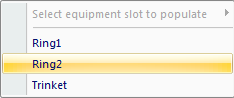 Select equipment slot to populate
Ring1
Ring2
Trinket